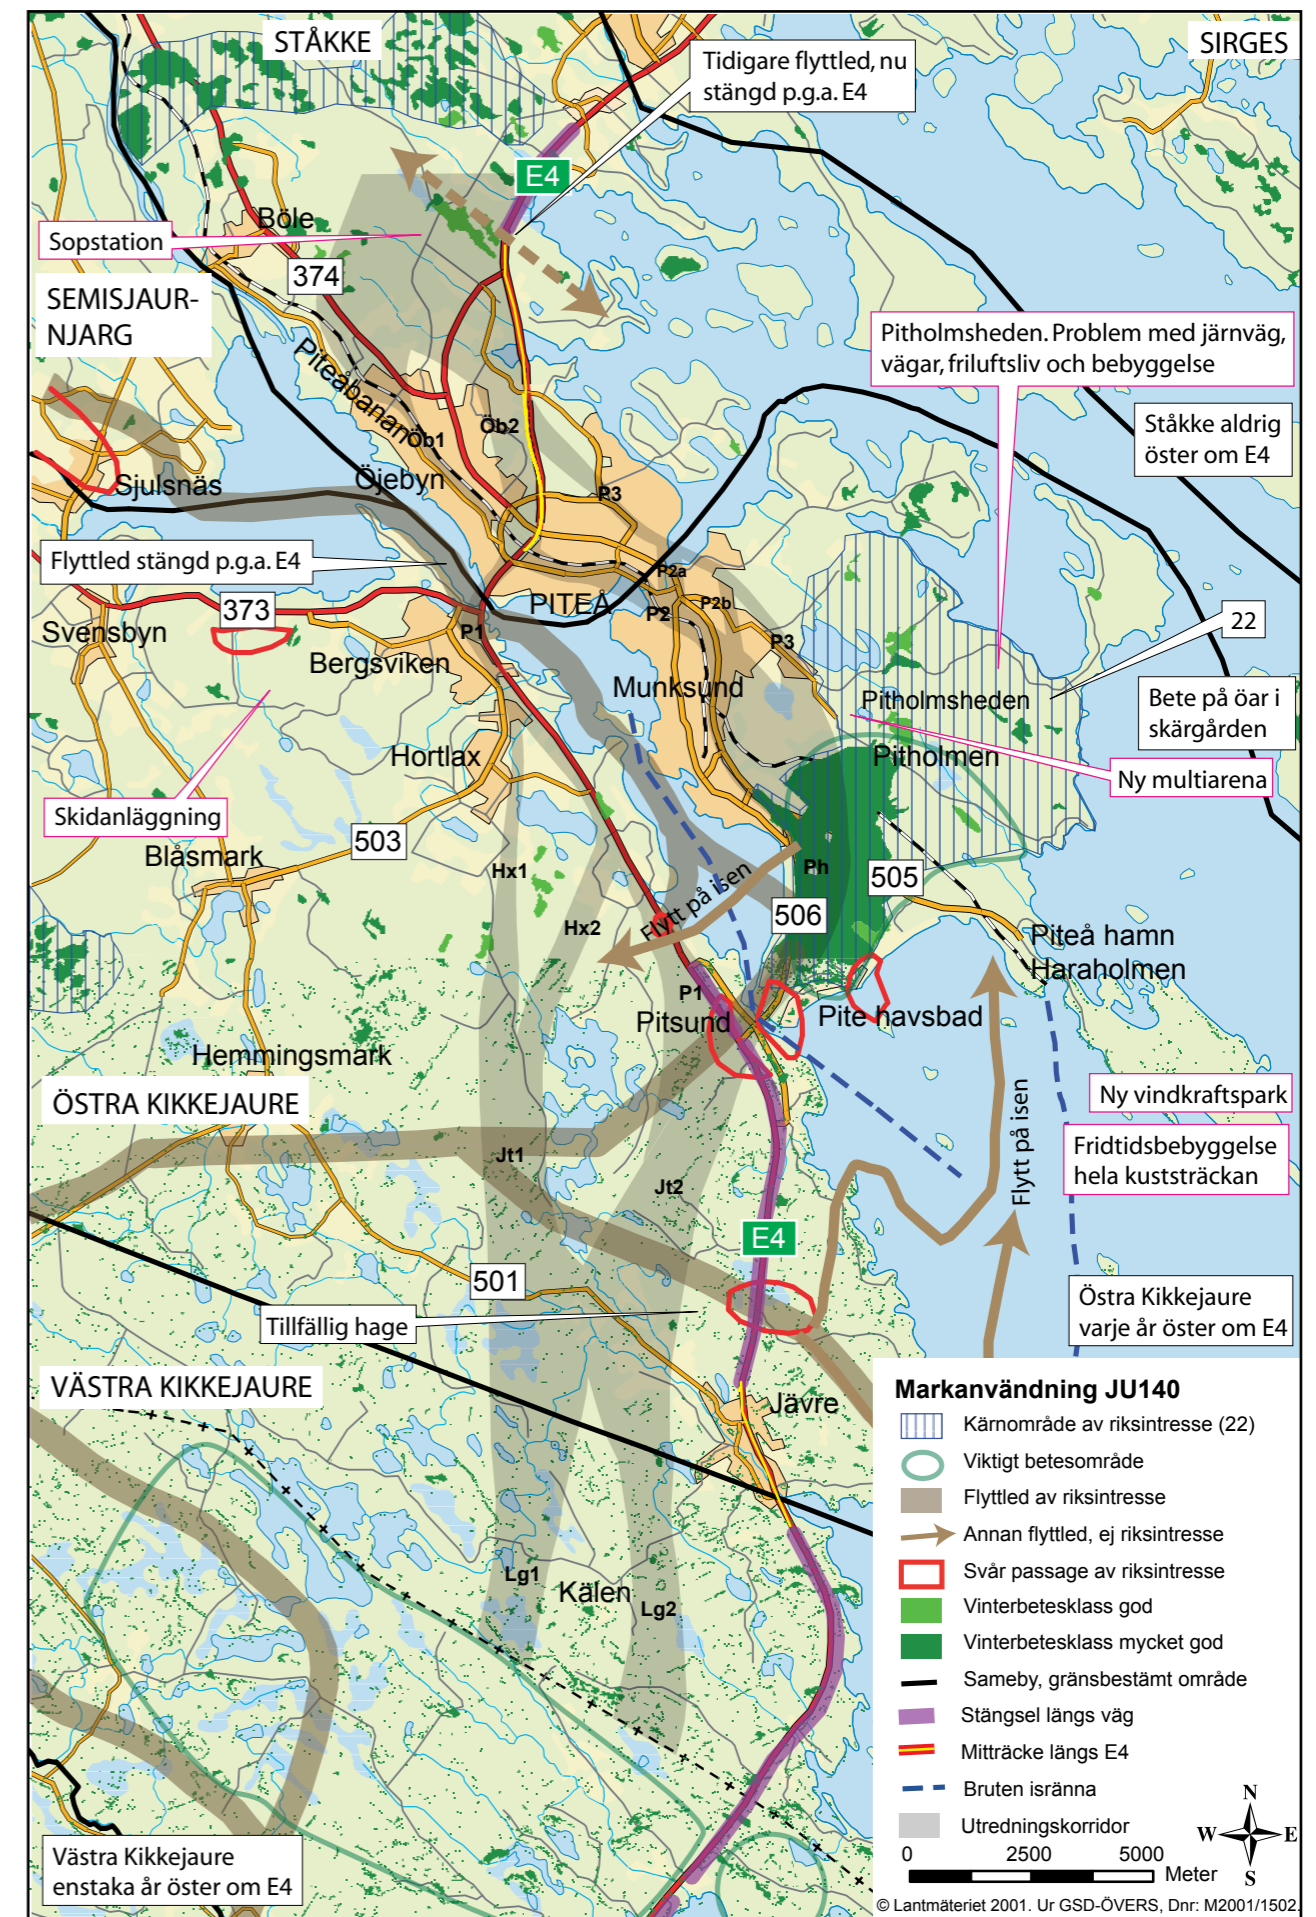 STÅKKE
SIRGES
Tidigare flyttled, nu
stängd p.g.a. E4
E4
Böle
Sopstation
374
SEMISJAUR-
NJARG
Pitholmsheden. Problem med järnväg,
vägar, friluftsliv och bebyggelse
Piteåbanan
Ståkke aldrig
öster om E4
Öb1
Öb2
Öjebyn
Sjulsnäs
P3
Flyttled stängd p.g.a. E4
P2a
373
PITEÅ
P2
P2b
22
Svensbyn
P1
P3
Bergsviken
Munksund
Pitholmsheden
Bete på öar i
skärgården
Hortlax
Pitholmen
Ny multiarena
Skidanläggning
503
Blåsmark
Hx1
Ph
505
Flytt på isen
506
Hx2
Piteå hamn
Haraholmen
P1
Pitsund
Pite havsbad
Hemmingsmark
ÖSTRA KIKKEJAURE
Ny vindkraftspark
Flytt på isen
Fridtidsbebyggelse
hela kuststräckan
Jt1
Jt2
E4
501
Tillfällig hage
Östra Kikkejaure
varje år öster om E4
VÄSTRA KIKKEJAURE
Jävre
Lg1
Kälen
Lg2
Västra Kikkejaure
enstaka år öster om E4
Markanvändning JU140
Kärnområde av riksintresse (22)
Viktigt betesområde
Flyttled av riksintresse
Annan flyttled, ej riksintresse
Svår passage av riksintresse
Vinterbetesklass god
Vinterbetesklass mycket god
Sameby, gränsbestämt område
Stängsel längs väg
Mitträcke längs E4
Bruten isränna
Utredningskorridor
N
W E
S
0 2500 5000
Meter
© Lantmäteriet 2001. Ur GSD-ÖVERS, Dnr: M2001/1502.